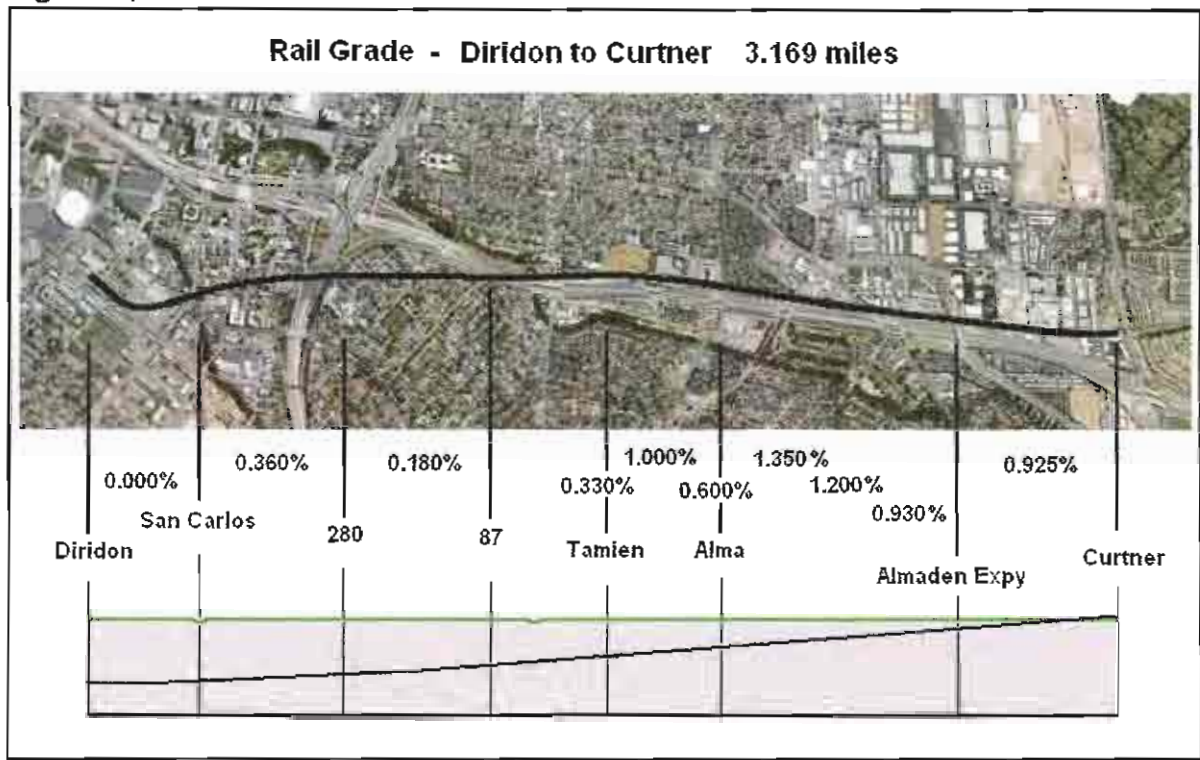 Rail Grade - Diridon to Curtner 3.169 miles
0.000%
0.360%
0.180%
0.330%
1.000%
0.600%
1.350%
1.200%
0.930%
0.925%
Diridon
San Carlos
280
87
Tamien
Alma
Almaden Expy
Curtner